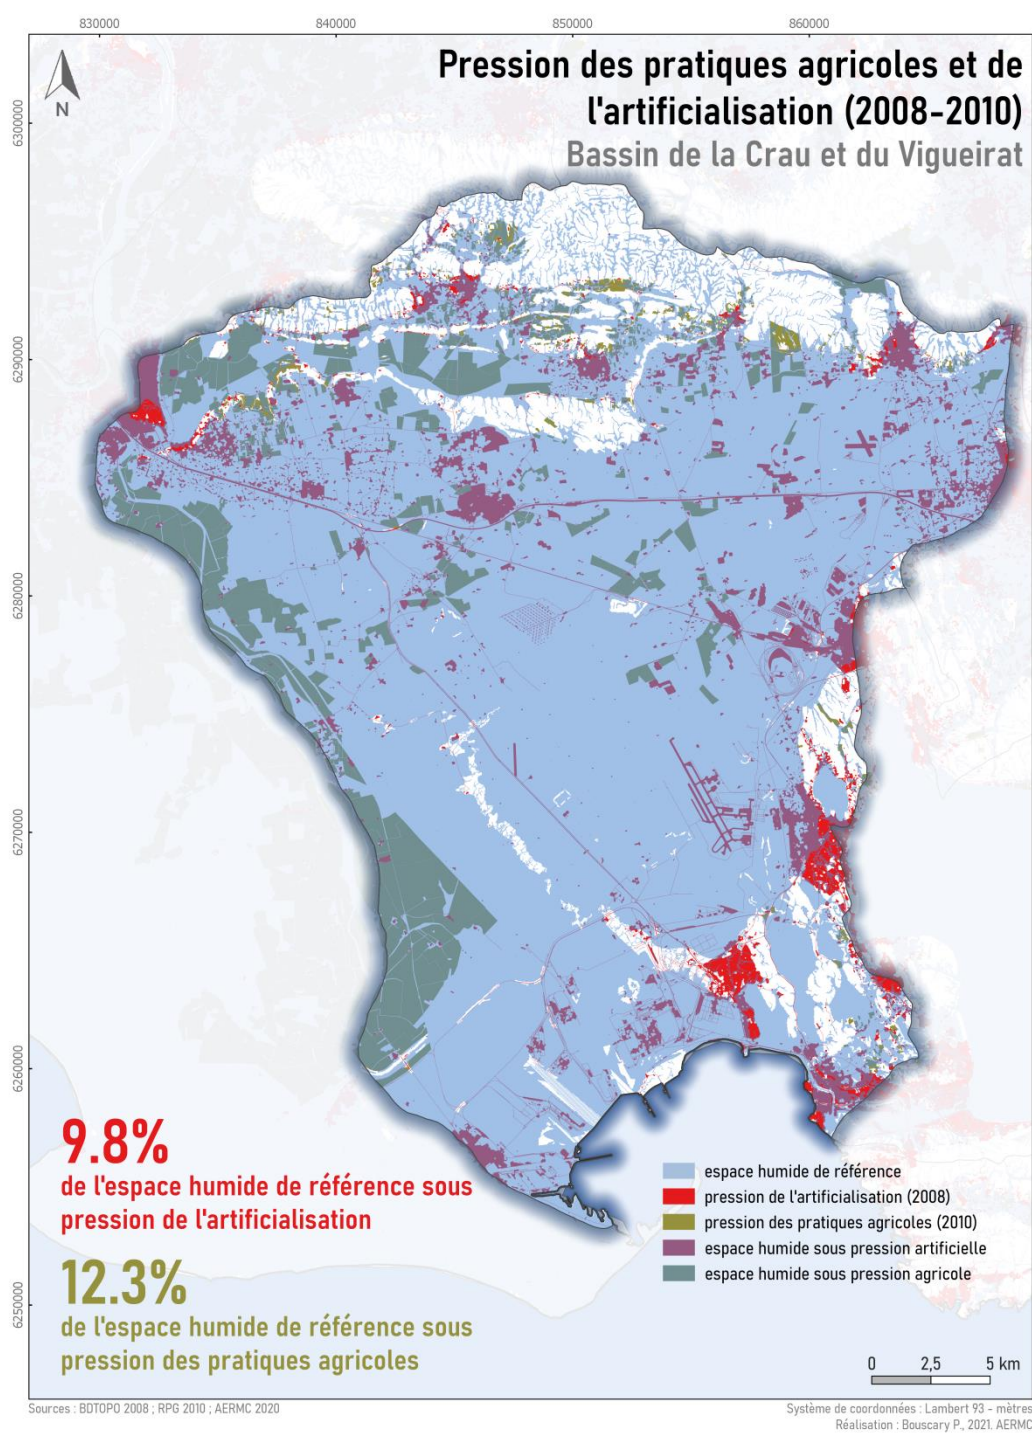 830000
840000
850000
860000
Pression des pratiques agricoles et de
l'artificialisation (2008-2010)
Bassin de la Crau et du Vigueirat
N
6300000
6290000
6280000
6270000
6260000
6250000
9.8%
de l'espace humide de référence sous
pression de l'artificialisation
12.3%
de l'espace humide de référence sous
pression des pratiques agricoles
espace humide de référence
pression de l'artificialisation (2008)
pression des pratiques agricoles (2010)
espace humide sous pression artificielle
espace humide sous pression agricole
0 2,5 5 km
Sources : BDTOPO 2008 ; RPG 2010 ; AERMC 2020
Système de coordonnées : Lambert 93 - mètres
Réalisation : Bouscary P., 2021. AERMC